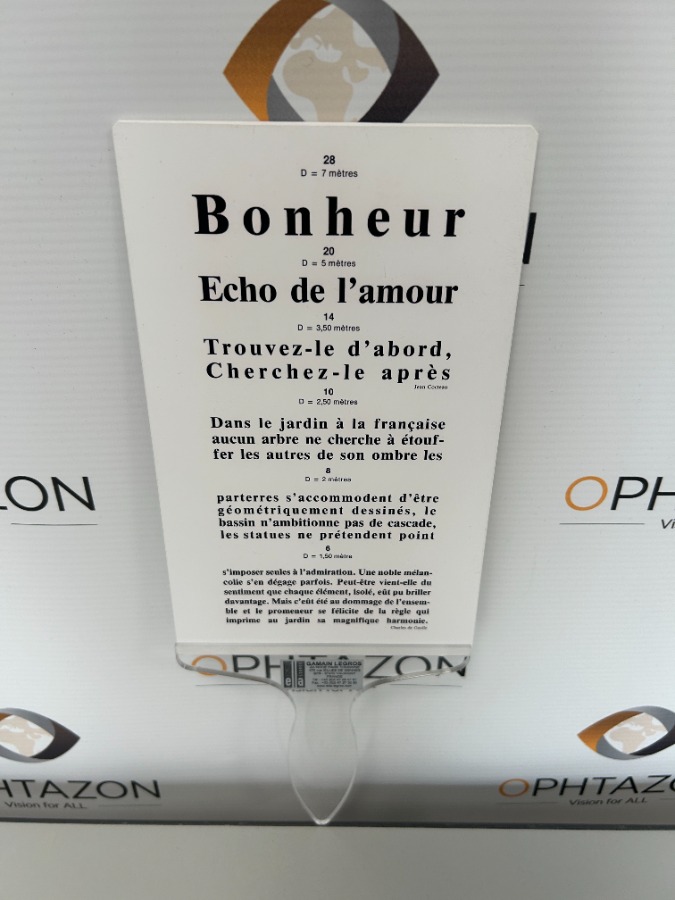 28
D = 7 mètres
Bonheur
20
D = 5 mètres
Echo de l'amour
14
D = 3,50 mètres
Trouvez-le d'abord,
Cherchez-le après
Jean Cocteau
10
D = 2,50 mètres
Dans le jardin à la française
aucun arbre ne cherche à étouf-
fer les autres de son ombre les
8
D = 2 mètres
parterres s'accommodent d'être
géométriquement dessinés, le
bassin n'ambitionne pas de cascade,
les statues ne prétendent point
6
D = 1,50 mètre
s'imposer seules à l'admiration. Une noble mélan-
colie s'en dégage parfois. Peut-être vient-elle du
sentiment que chaque élément, isolé, eût pu briller
davantage. Mais c'eût été au dommage de l'ensem-
ble et le promeneur se félicite de la règle qui
imprime au jardin sa magnifique harmonie.
Charles de Gaulle
ON
OPHT
Vi
OPHTAZON
GAMAIN LEGROS
HTAZON
Vision for ALL
OPHTAZO
Vision for ALL